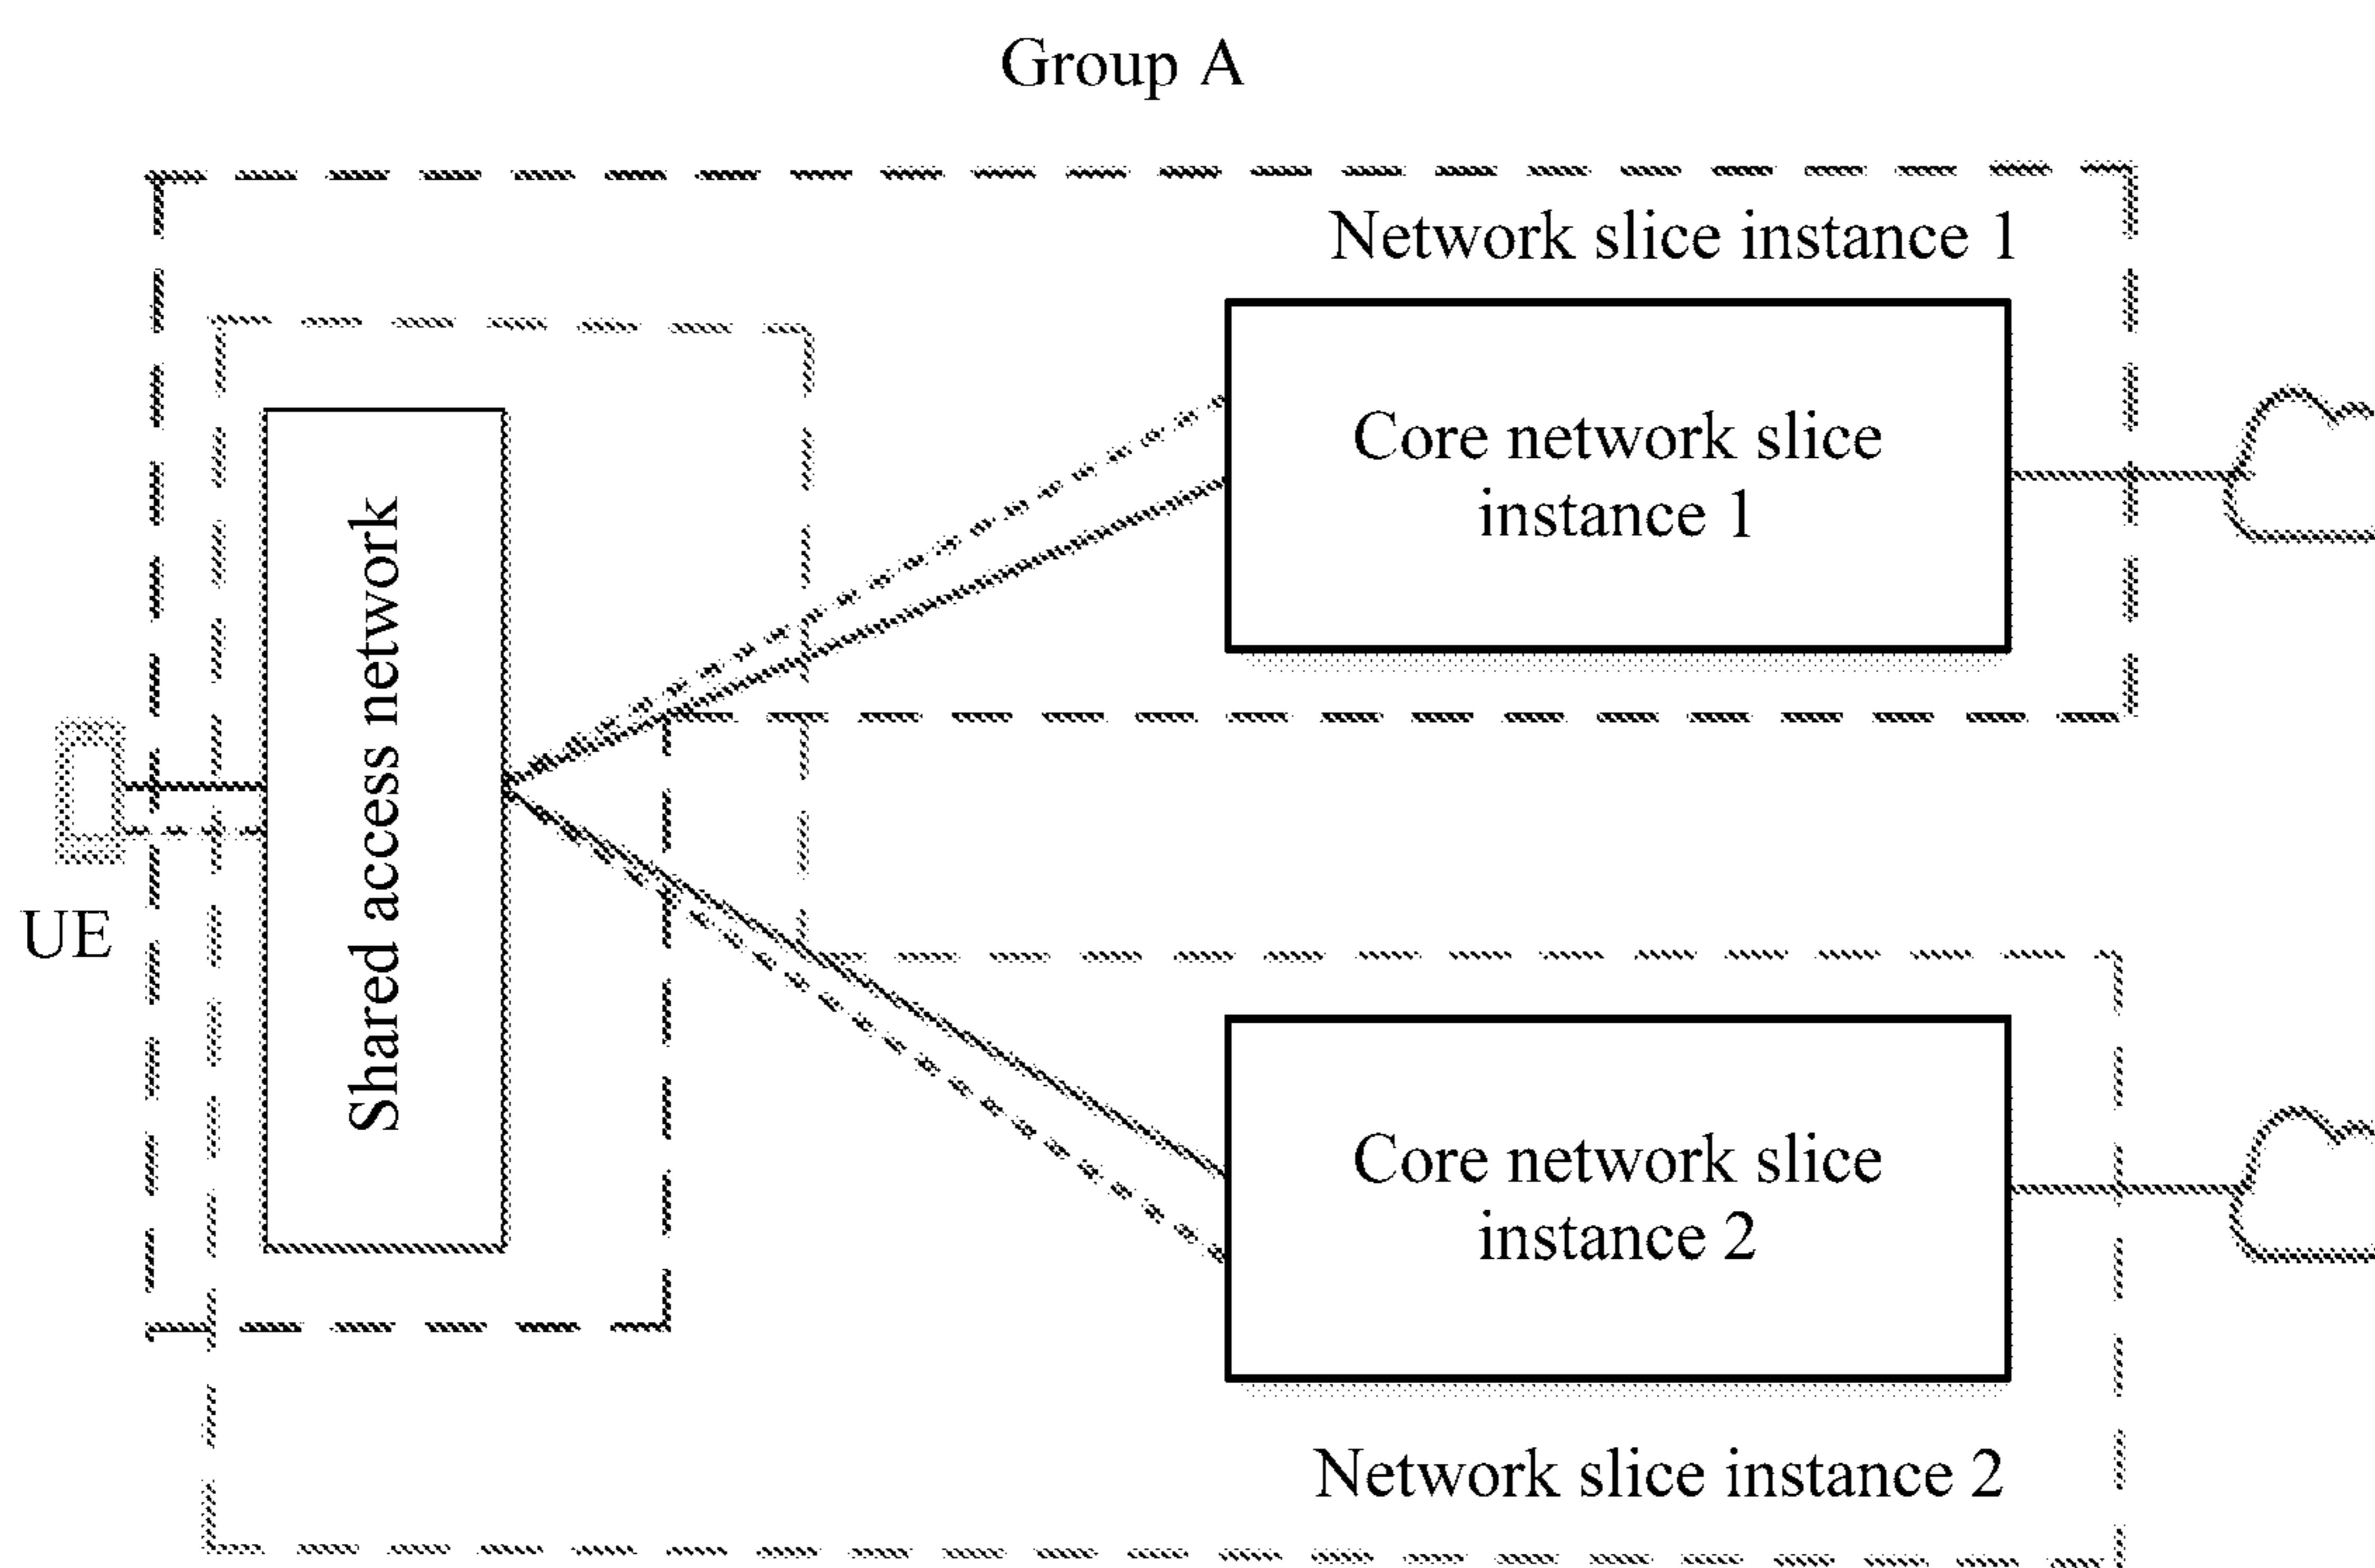 Group A
Network slice instance 1
Core network slice
instance 1
Shared access network
UE
Core network slice
instance 2
Network slice instance 2